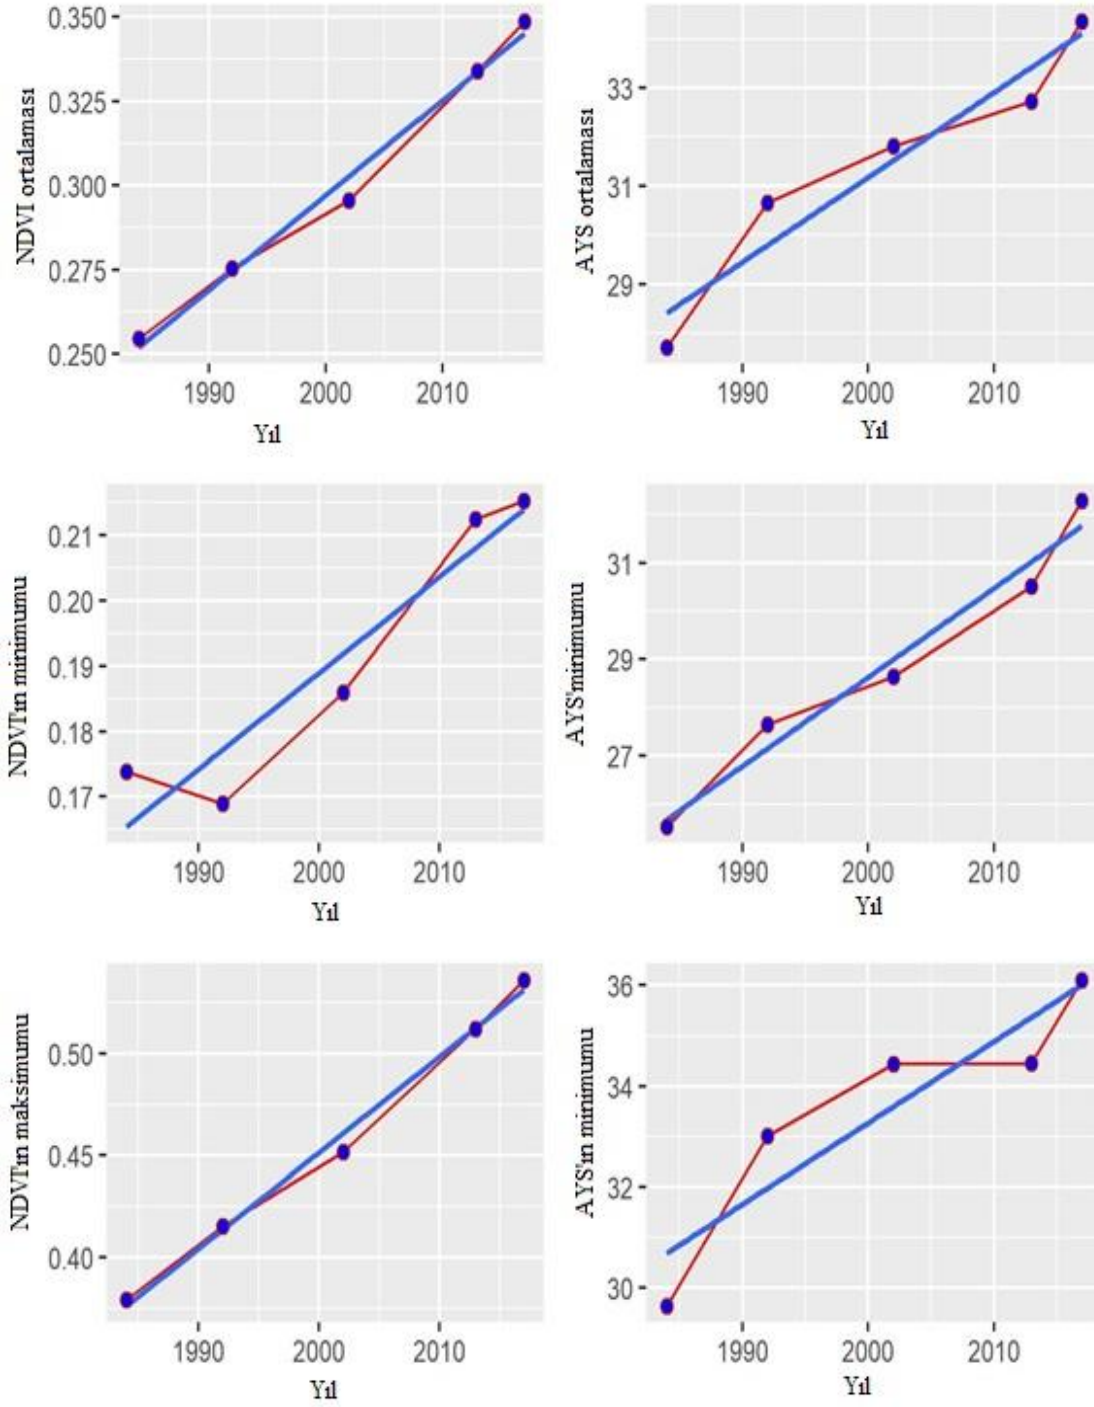 NDVI ortalaması
0.350
0.325
0.300
0.275
0.250
1990 2000 2010
Yıl
AYS ortalaması
33
31
29
1990 2000 2010
Yıl
NDVI'ın minimumu
0.21
0.20
0.19
0.18
0.17
1990 2000 2010
Yıl
AYS'minimumu
31
29
27
1990 2000 2010
Yıl
NDVI'ın maksimumu
0.50
0.45
0.40
1990 2000 2010
Yıl
AYS'ın minimumu
36
34
32
30
1990 2000 2010
Yıl